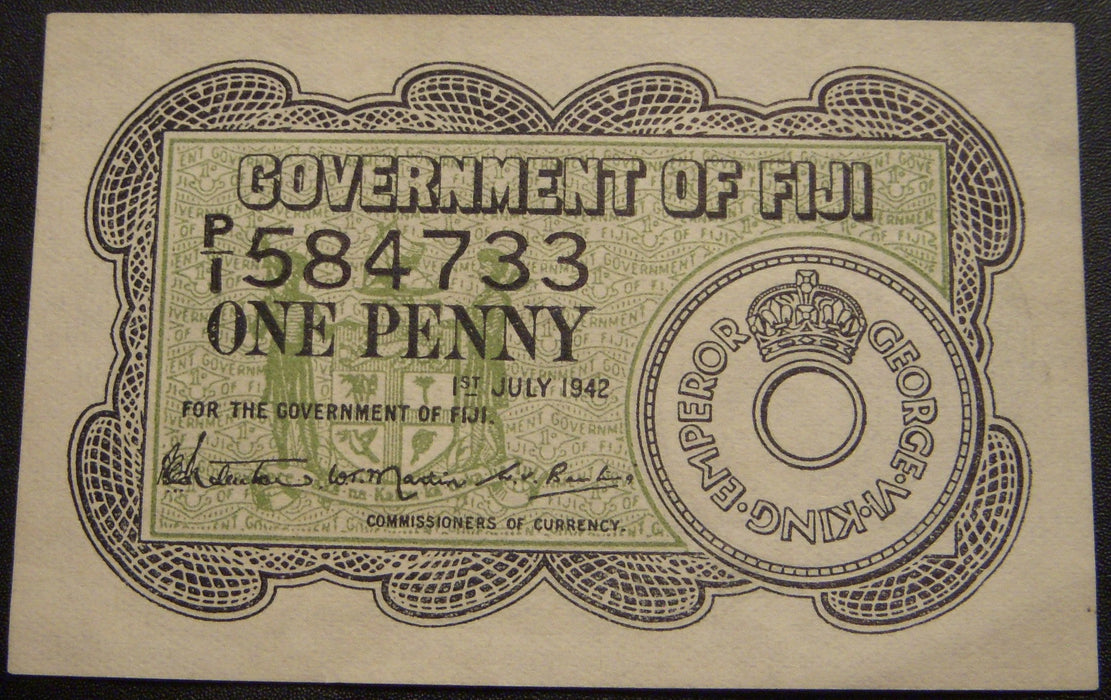 GOVERNMENT OF FIJI
P/1 584733
ONE PENNY
1ST JULY 1942
FOR THE GOVERNMENT OF FIJI.
COMMISSIONERS OF CURRENCY.
GEORGE·VI·KING·EMPEROR